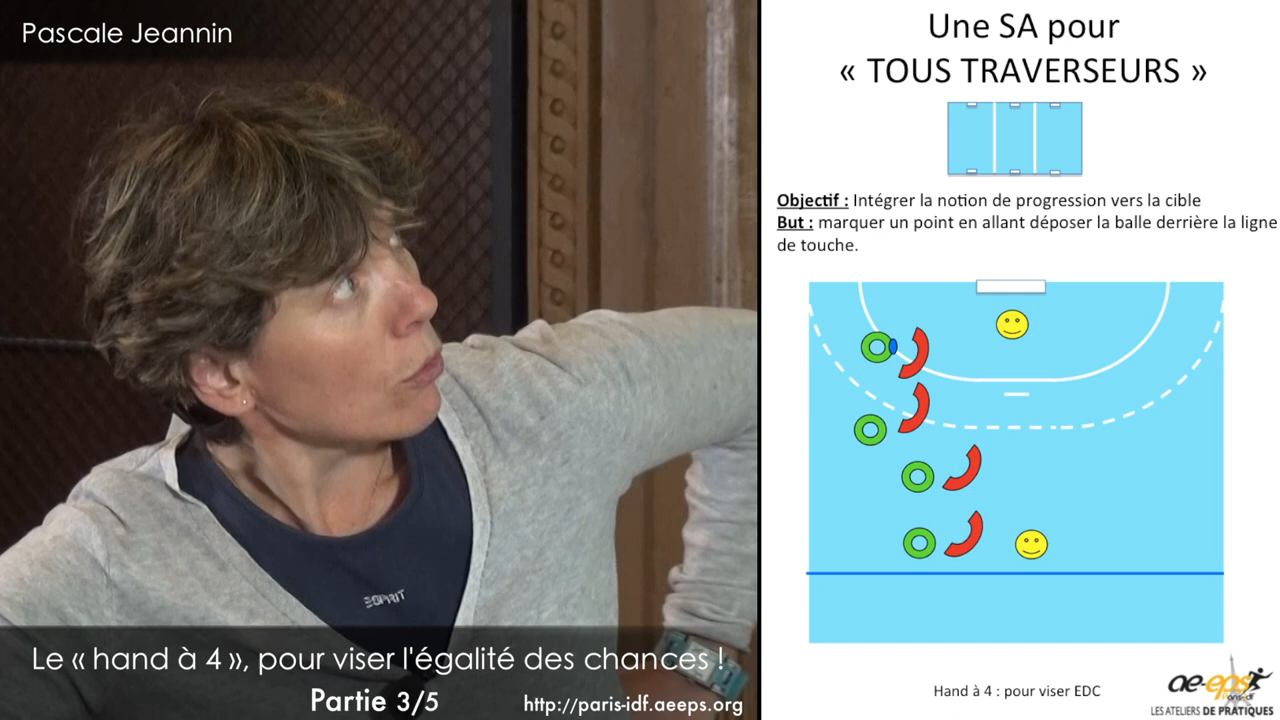 Pascale Jeannin
ESPRIT
Le « hand à 4 », pour viser l'égalité des chances !
Partie 3/5
http://paris-idf.aeeps.org
Une SA pour
« TOUS TRAVERSEURS »
Objectif : Intégrer la notion de progression vers la cible
But : marquer un point en allant déposer la balle derrière la ligne
de touche.
Hand à 4 : pour viser EDC
ae-eps
Paris-idf
LES ATELIERS DE PRATIQUES